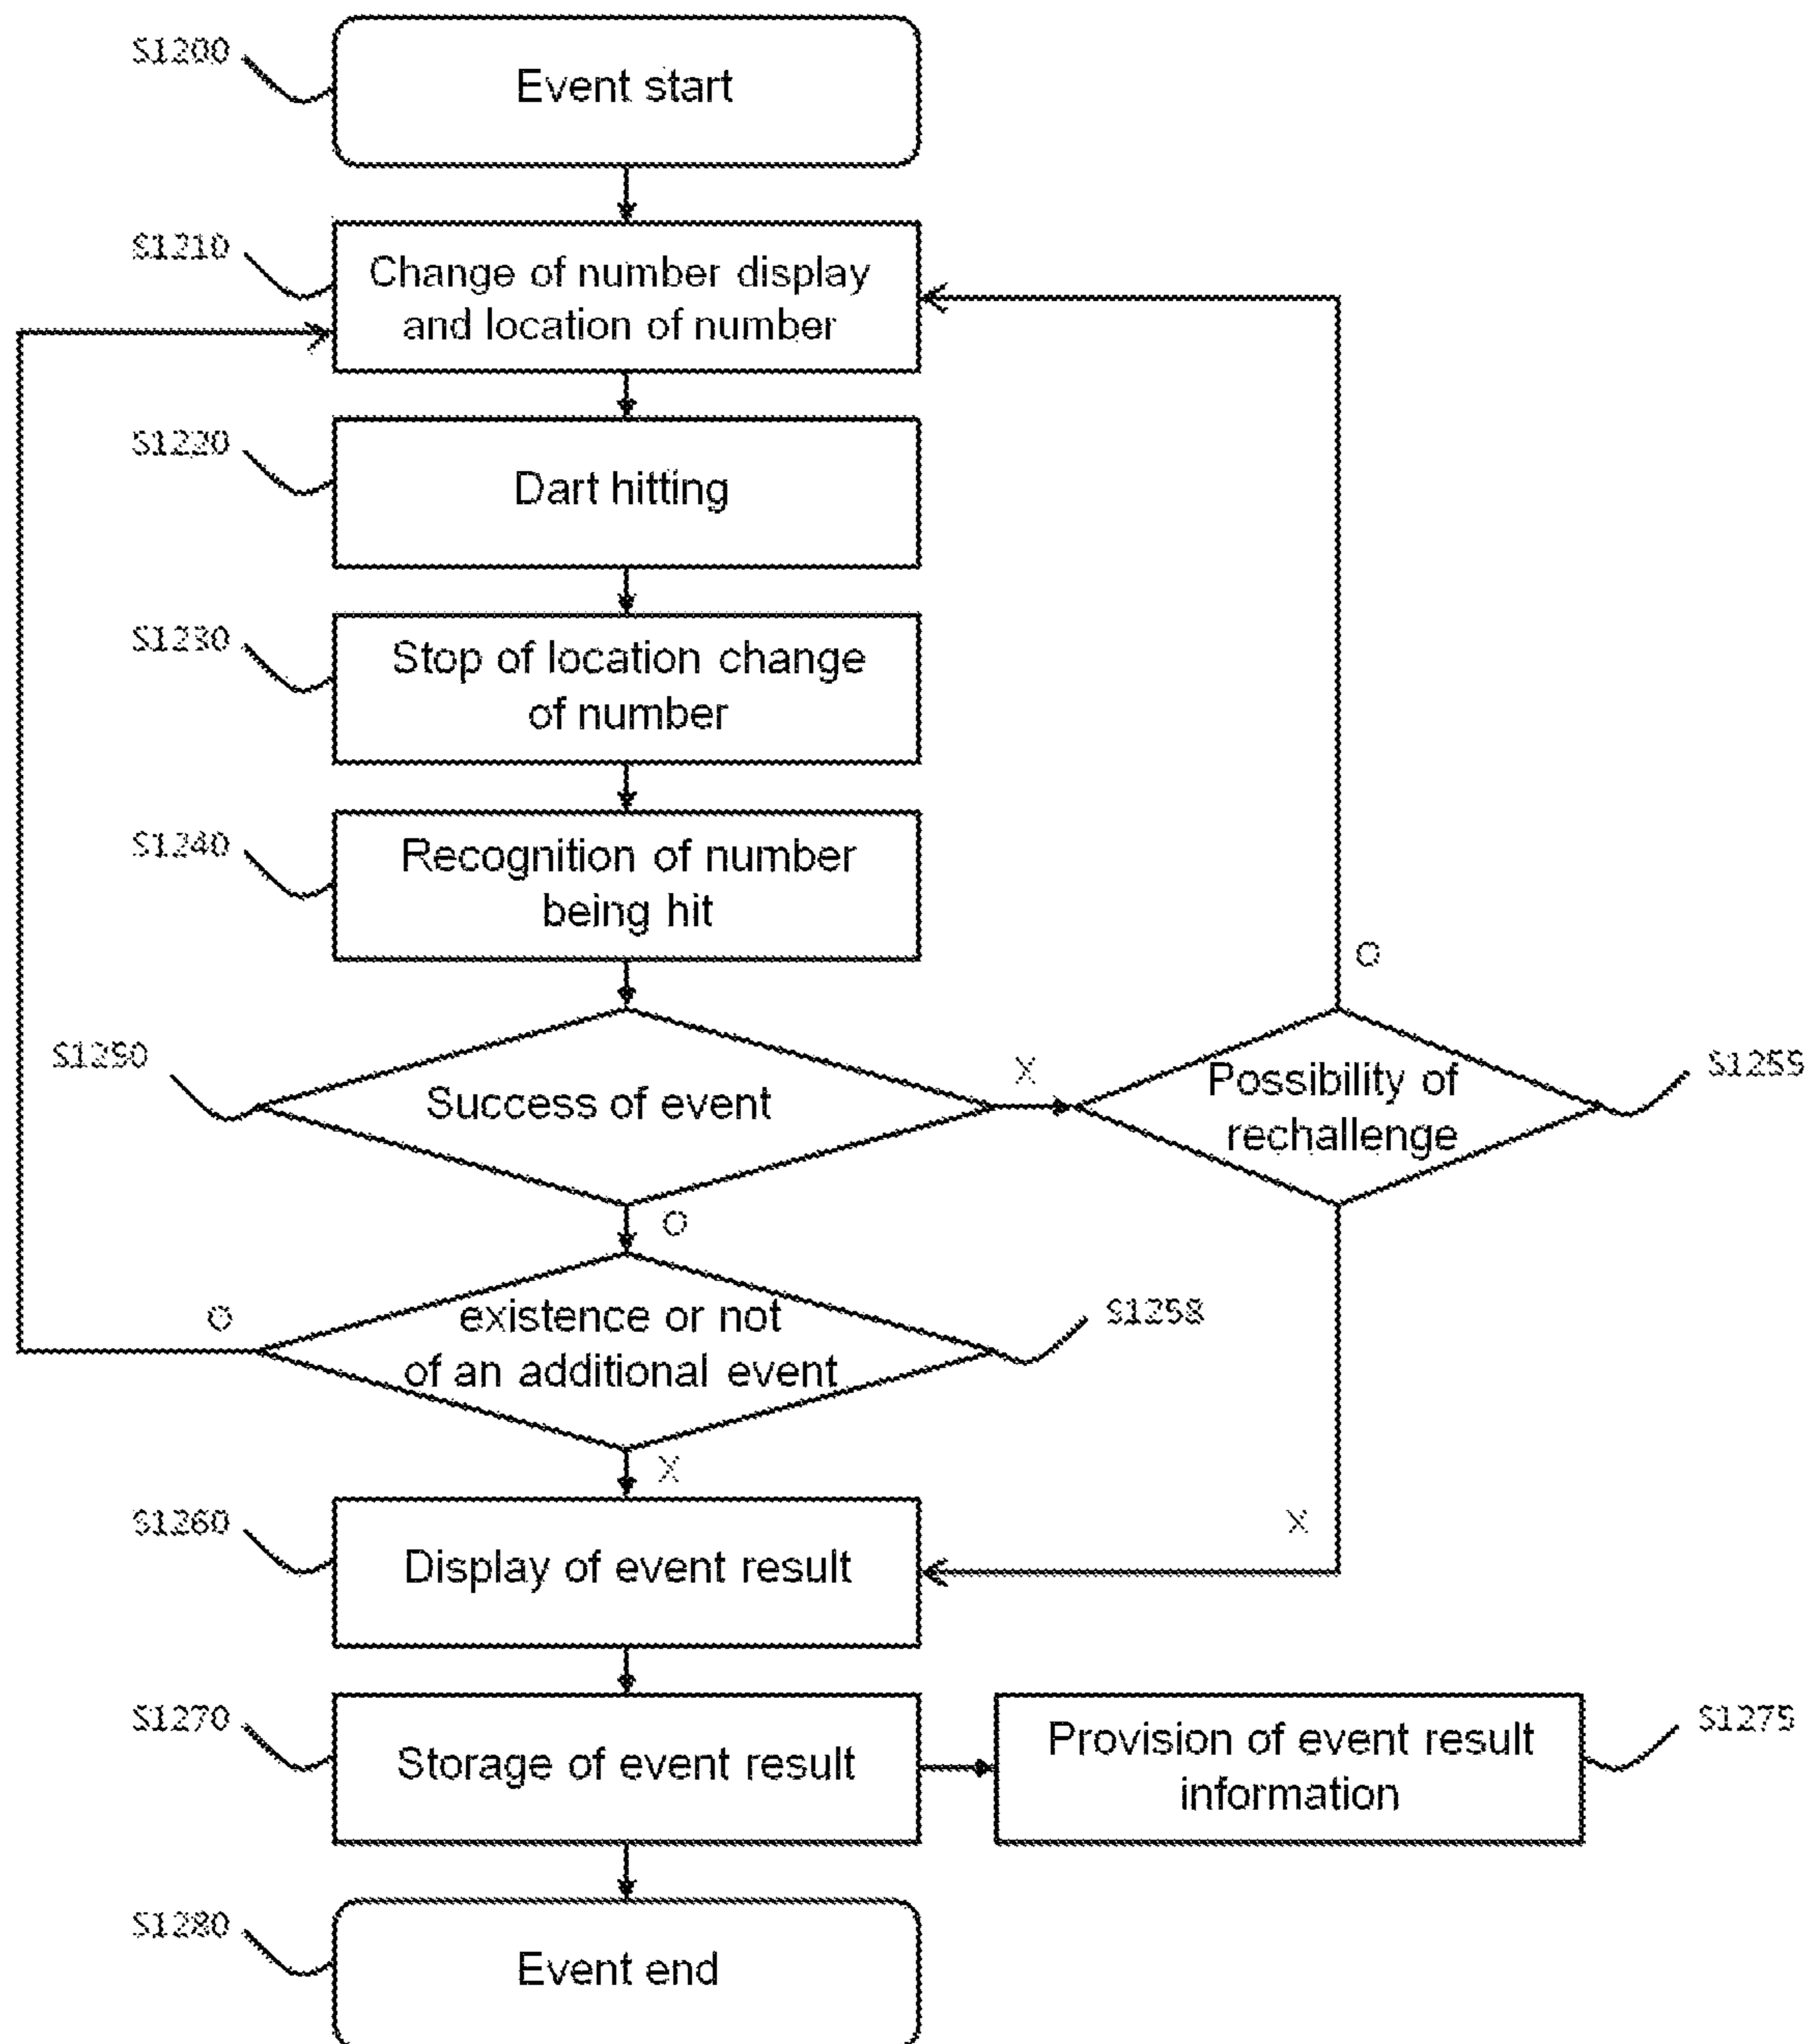 S1200
Event start
S1210
Change of number display
and location of number
S1220
Dart hitting
S1230
Stop of location change
of number
S1240
Recognition of number
being hit
O
S1250
Success of event
X
Possibility of
rechallenge
S1255
O
O
existence or not
of an additional event
S1258
X
S1260
Display of event result
X
S1270
Storage of event result
Provision of event result
information
S1275
S1280
Event end